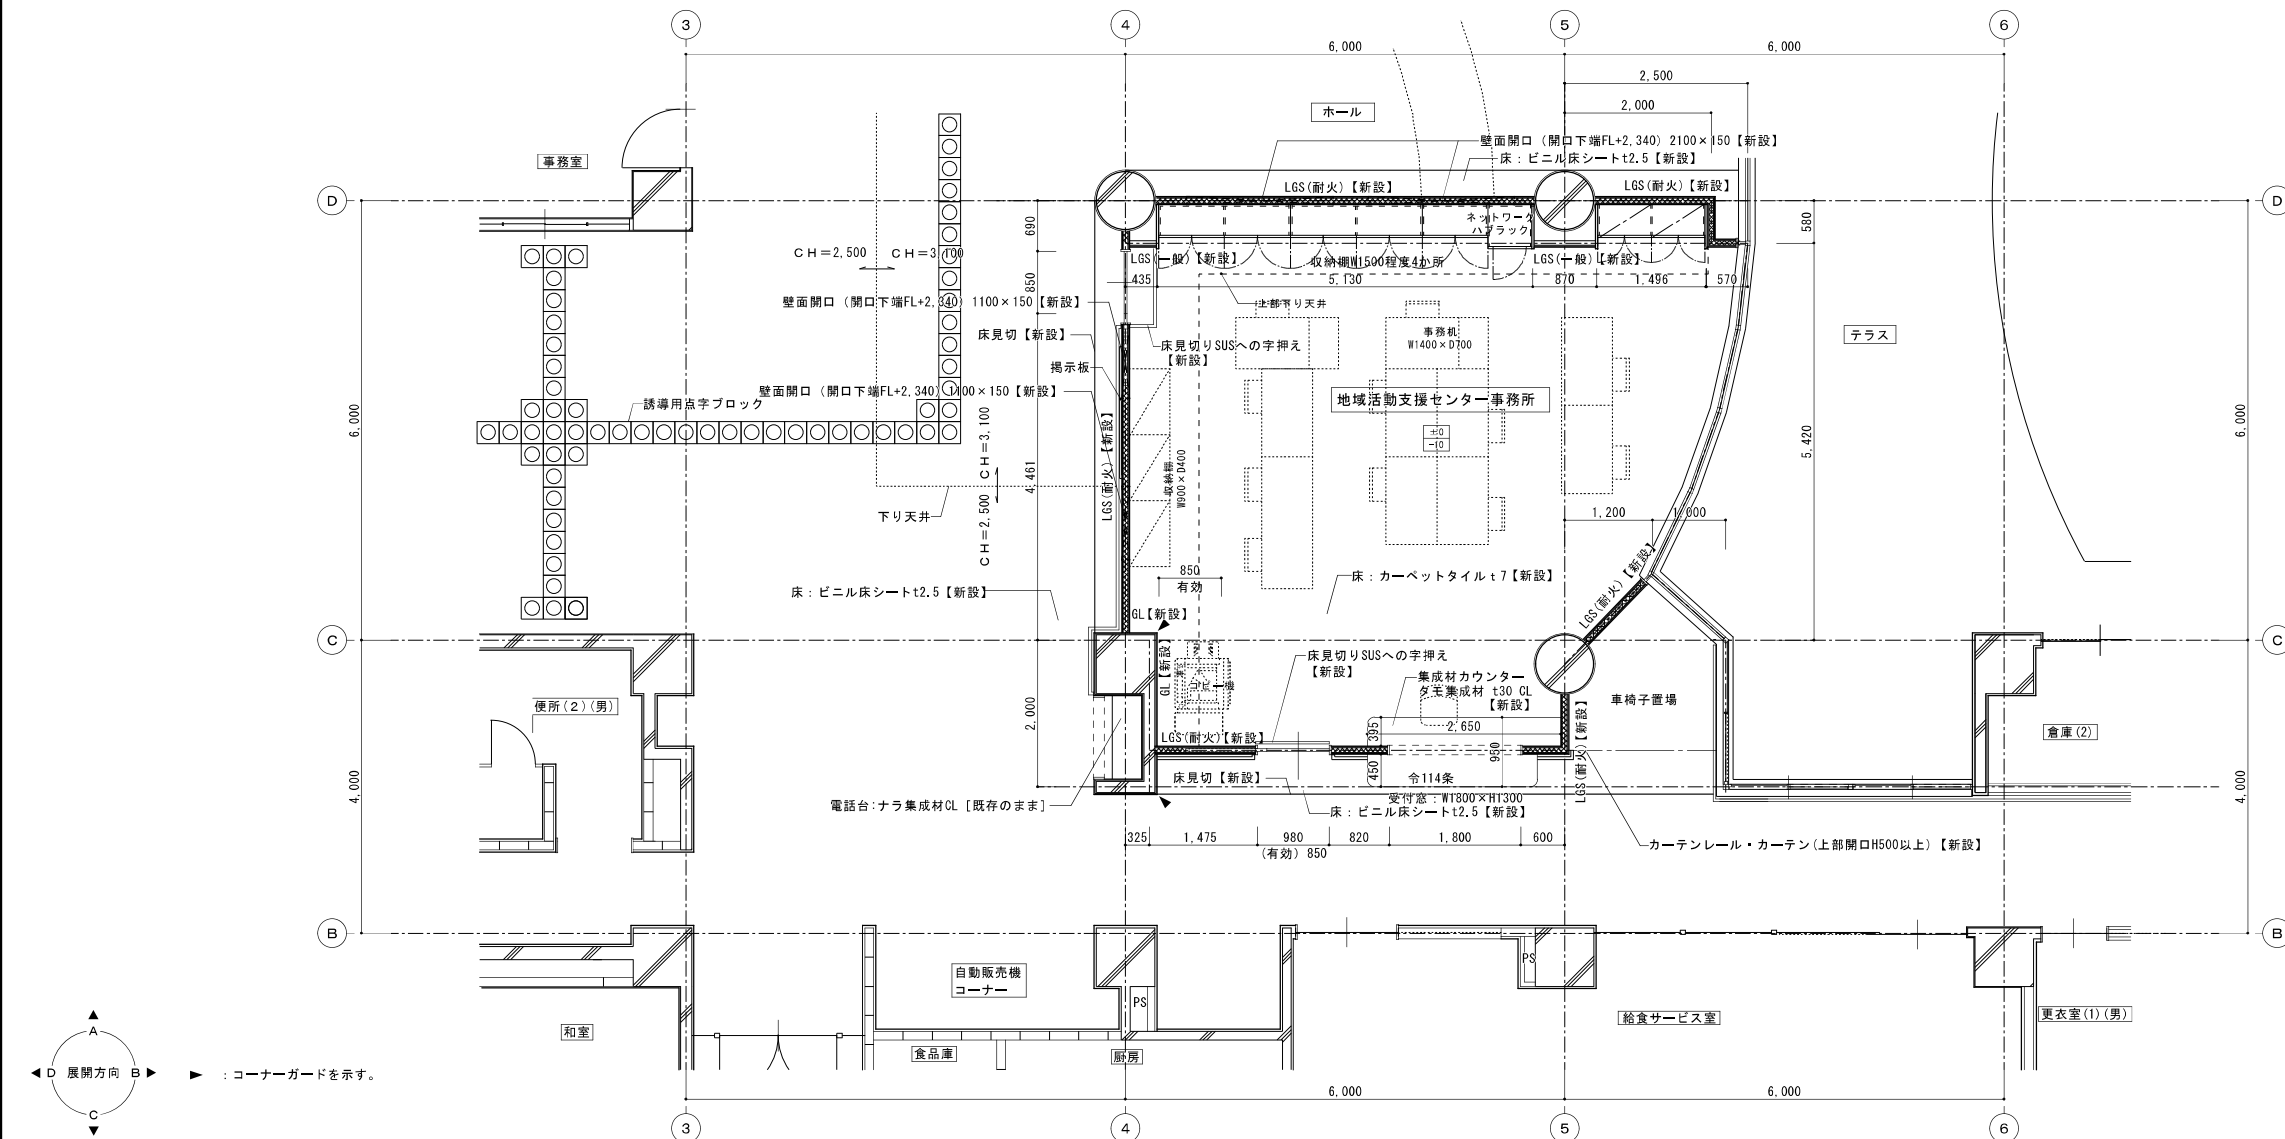 3
4
5
6
6,000
6,000
2,500
2,000
ホール
壁面開口（開口下端FL+2,340）2100×150【新設】
床：ビニル床シートt2.5【新設】
事務室
LGS(耐火)【新設】
LGS(耐火)【新設】
D
D
ネットワーク
ハブラック
690
580
CH=2,500
CH=3,100
LGS(一般)【新設】
収納棚W1500程度4か所
LGS(一般)【新設】
435
5,130
870
1,496
570
850
壁面開口（開口下端FL+2,340）1100×150【新設】
上部下り天井
床見切【新設】
床見切りSUSへの字押え
【新設】
事務机
W1400×D700
テラス
掲示板
壁面開口（開口下端FL+2,340）1100×150【新設】
誘導用点字ブロック
地域活動支援センター事務所
±0
-10
6,000
6,000
CH=3,100
CH=2,500
4,461
LGS(耐火)【新設】
収納棚
W900×D400
5,420
下り天井
1,200
1,000
850
有効
床：カーペットタイルt7【新設】
床：ビニル床シートt2.5【新設】
GL【新設】
LGS(耐火)【新設】
C
C
GL【新設】
床見切りSUSへの字押え
【新設】
コピー機
集成材カウンター
タモ集成材 t30 CL
【新設】
車椅子置場
便所(2)(男)
倉庫(2)
2,000
LGS(耐火)【新設】
395
2,650
950
450
LGS(耐火)【新設】
4,000
4,000
床見切【新設】
令114条
受付窓：W1800×H1300
電話台:ナラ集成材CL［既存のまま］
床：ビニル床シートt2.5【新設】
325
1,475
980
820
1,800
600
(有効) 850
カーテンレール・カーテン(上部開口H500以上)【新設】
B
B
自動販売機
コーナー
PS
PS
和室
食品庫
厨房
給食サービス室
更衣室(1)(男)
A
D
展開方向
B
C
：コーナーガードを示す。
6,000
6,000
3
4
5
6